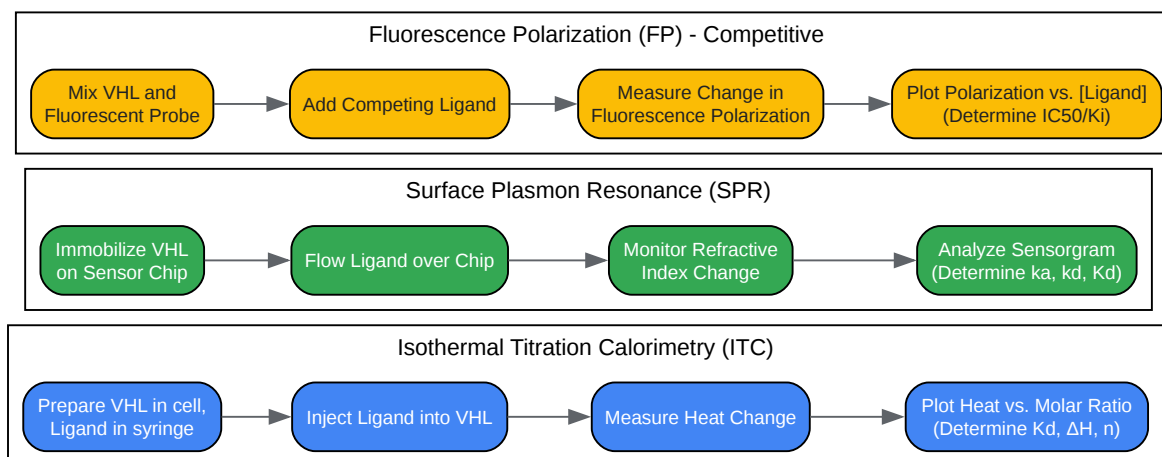 Fluorescence Polarization (FP) - Competitive
Mix VHL and
Fluorescent Probe
Add Competing Ligand
Measure Change in
Fluorescence Polarization
Plot Polarization vs. [Ligand]
(Determine IC50/Ki)
Surface Plasmon Resonance (SPR)
Immobilize VHL
on Sensor Chip
Flow Ligand over Chip
Monitor Refractive
Index Change
Analyze Sensorgram
(Determine ka, kd, Kd)
Isothermal Titration Calorimetry (ITC)
Prepare VHL in cell,
Ligand in syringe
Inject Ligand into VHL
Measure Heat Change
Plot Heat vs. Molar Ratio
(Determine Kd, ΔH, n)